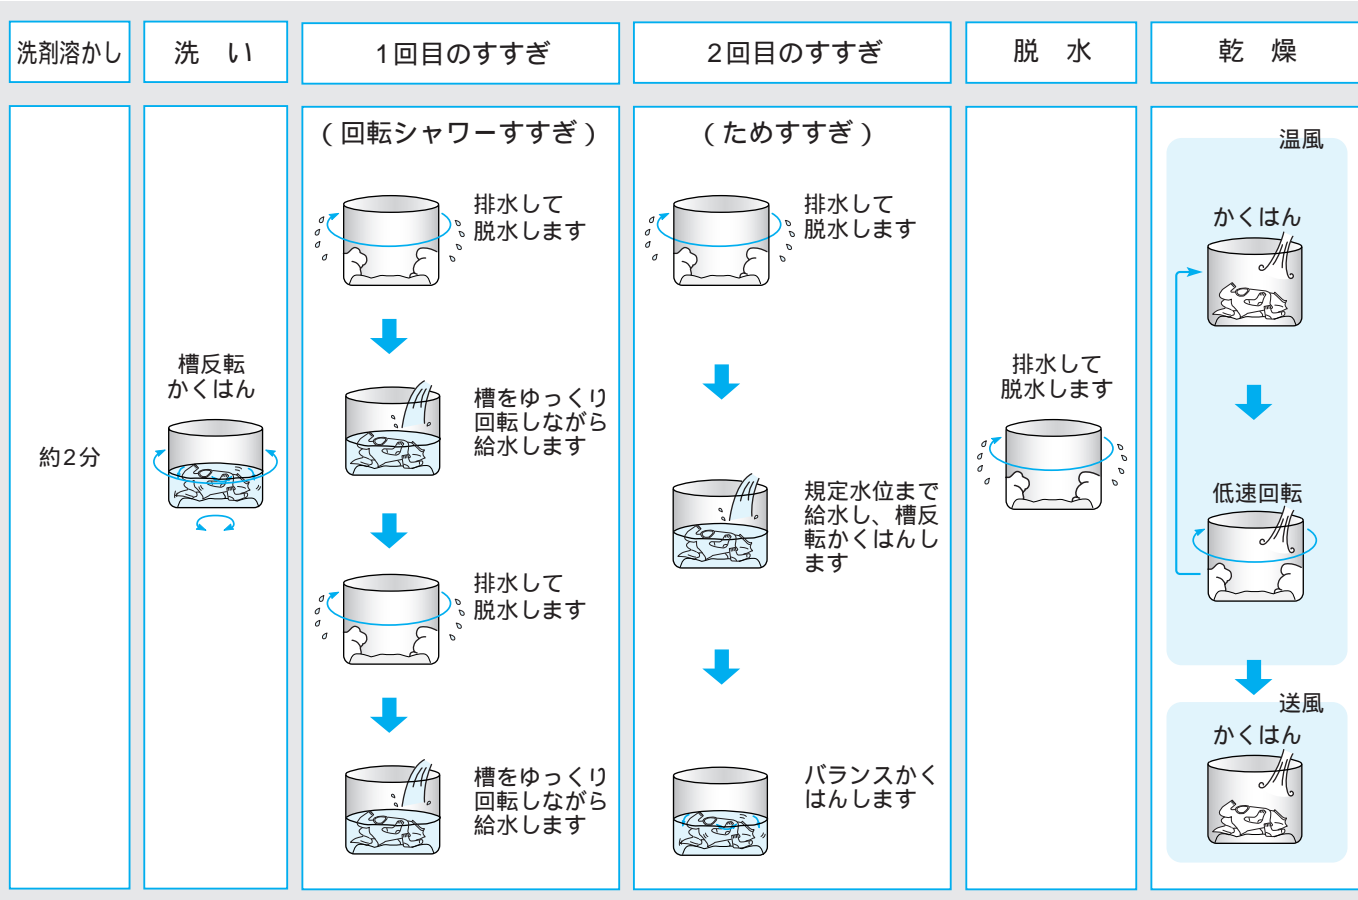 洗剤溶かし
洗 い
1回目のすすぎ
2回目のすすぎ
脱 水
乾 燥
約2分
槽反転
かくはん
(回転シャワーすすぎ)
排水して
脱水します
槽をゆっくり
回転しながら
給水します
排水して
脱水します
槽をゆっくり
回転しながら
給水します
(ためすすぎ)
排水して
脱水します
規定水位まで
給水し、槽反
転かくはんし
ます
バランスかく
はんします
排水して
脱水します
温風
かくはん
低速回転
送風
かくはん